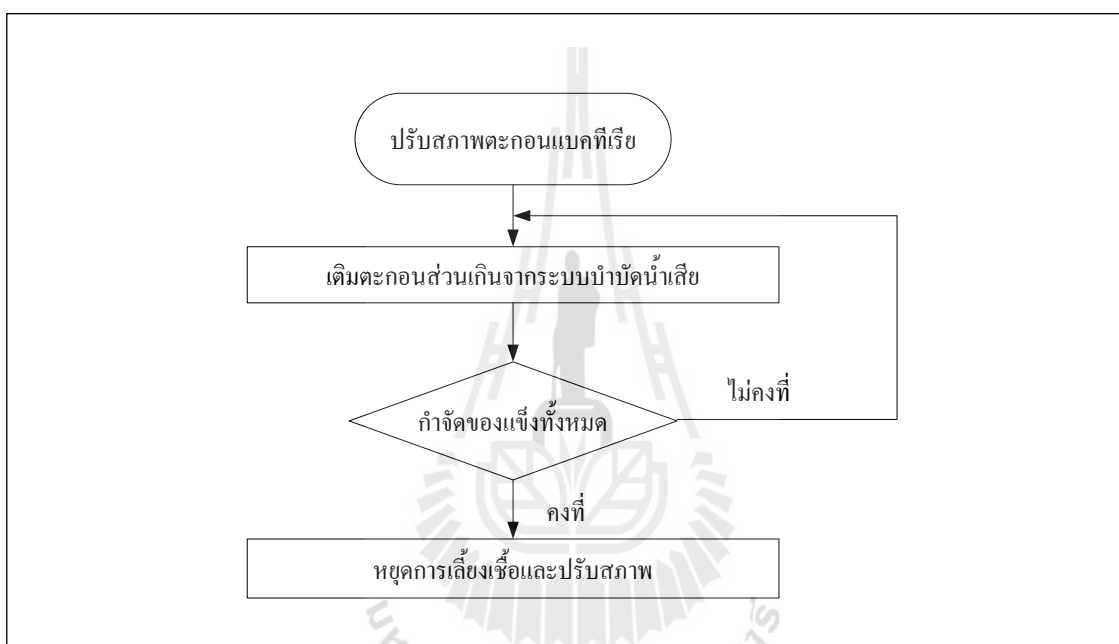 ปรับสภาพตะกอนแบคทีเรีย
เติมตะกอนส่วนเกินจากระบบบำบัดน้ำเสีย
กำจัดของแข็งทั้งหมด
ไม่คงที่
คงที่
หยุดการเลี้ยงเชื้อและปรับสภาพ